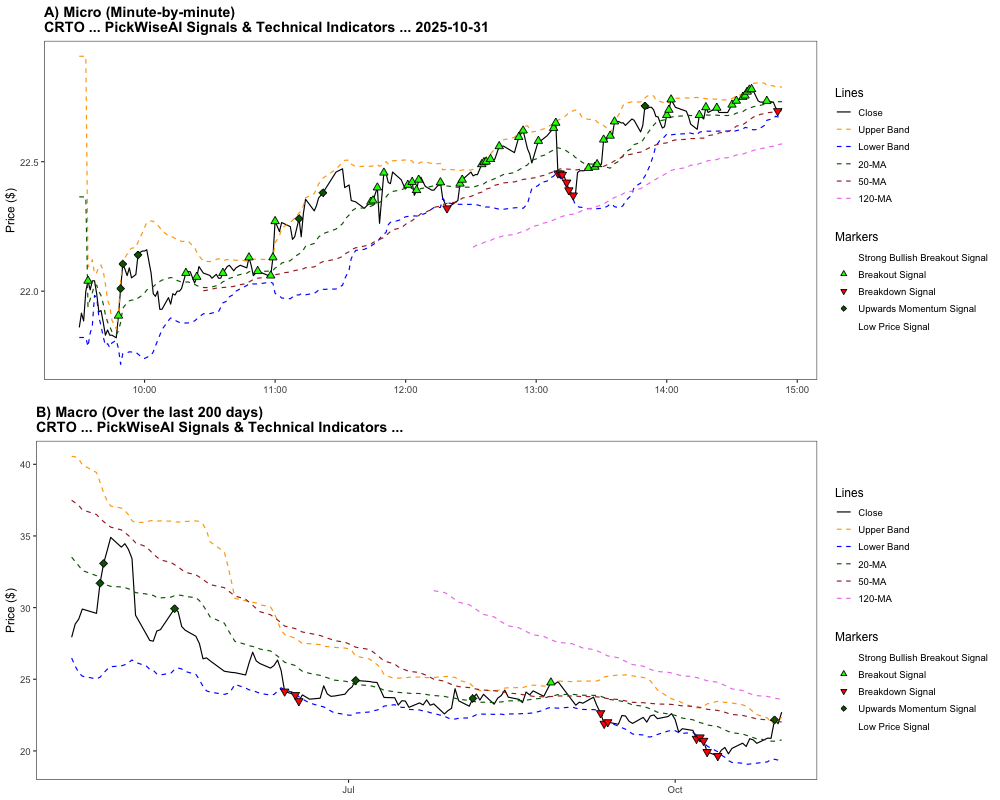 A) Micro (Minute-by-minute)
CRTO ... PickWiseAI Signals & Technical Indicators ... 2025-10-31
Price ($)
22.5
22.0
10:00
11:00
12:00
13:00
14:00
15:00
Lines
Close
Upper Band
Lower Band
20-MA
50-MA
120-MA
Markers
Strong Bullish Breakout Signal
Breakout Signal
Breakdown Signal
Upwards Momentum Signal
Low Price Signal
B) Macro (Over the last 200 days)
CRTO ... PickWiseAI Signals & Technical Indicators ...
Price ($)
40
35
30
25
20
Jul
Oct
Lines
Close
Upper Band
Lower Band
20-MA
50-MA
120-MA
Markers
Strong Bullish Breakout Signal
Breakout Signal
Breakdown Signal
Upwards Momentum Signal
Low Price Signal